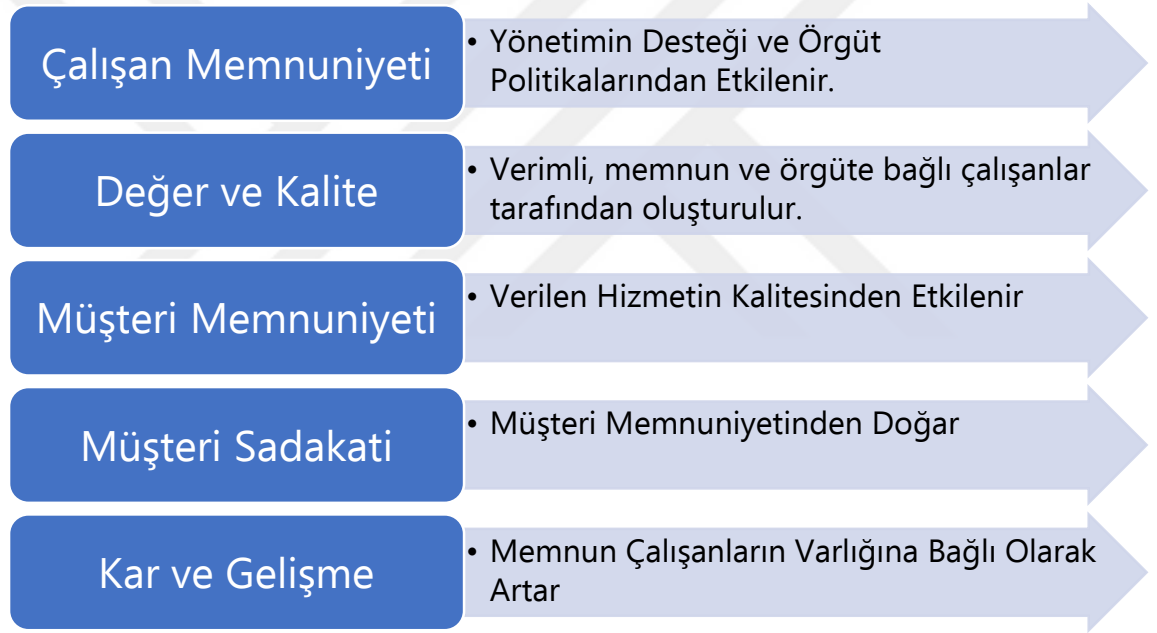 Çalışan Memnuniyeti
• Yönetimin Desteği ve Örgüt
Politikalarından Etkilenir.
Değer ve Kalite
• Verimli, memnun ve örgüte bağlı çalışanlar
tarafından oluşturulur.
Müşteri Memnuniyeti
• Verilen Hizmetin Kalitesinden Etkilenir
Müşteri Sadakati
• Müşteri Memnuniyetinden Doğar
Kar ve Gelişme
• Memnun Çalışanların Varlığına Bağlı Olarak
Artar